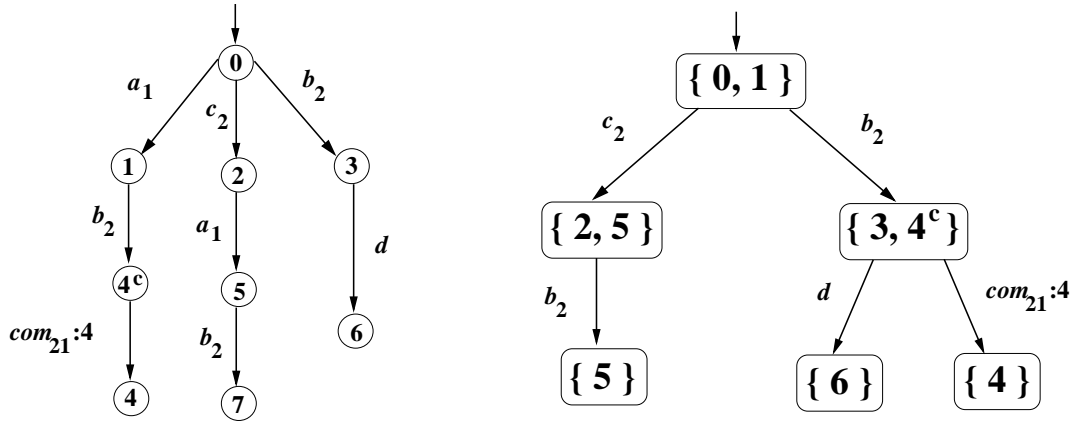 0
a1
c2
b2
1
2
3
b2
a1
d
4c
5
6
com21:4
b2
4
7
{ 0, 1 }
c2
b2
{ 2, 5 }
{ 3, 4c }
b2
d
com21:4
{ 5 }
{ 6 }
{ 4 }